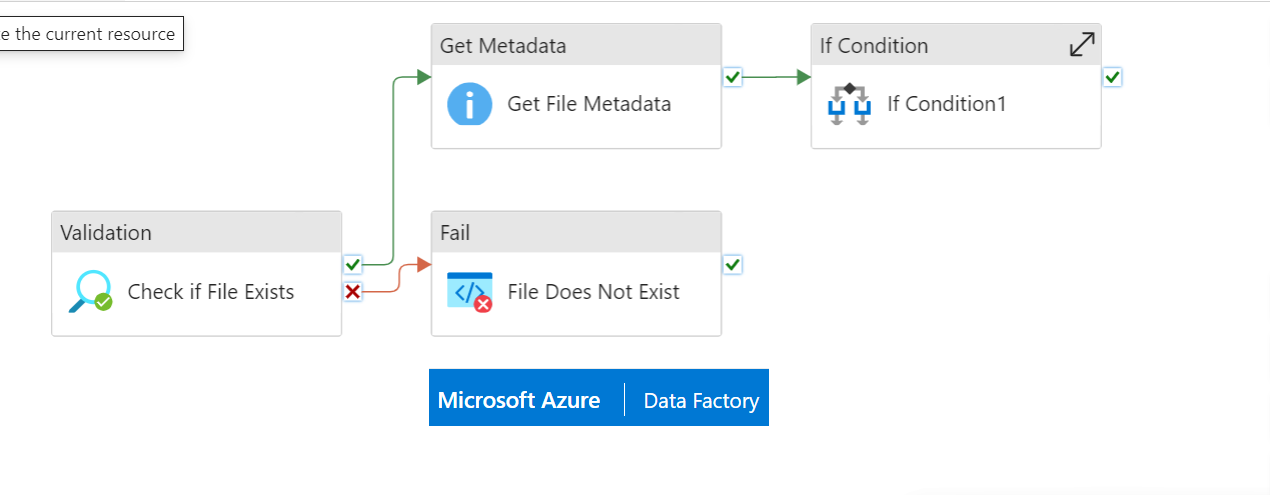 e the current resource
Get Metadata
Get File Metadata
If Condition
If Condition1
Validation
Check if File Exists
Fail
File Does Not Exist
Microsoft Azure | Data Factory